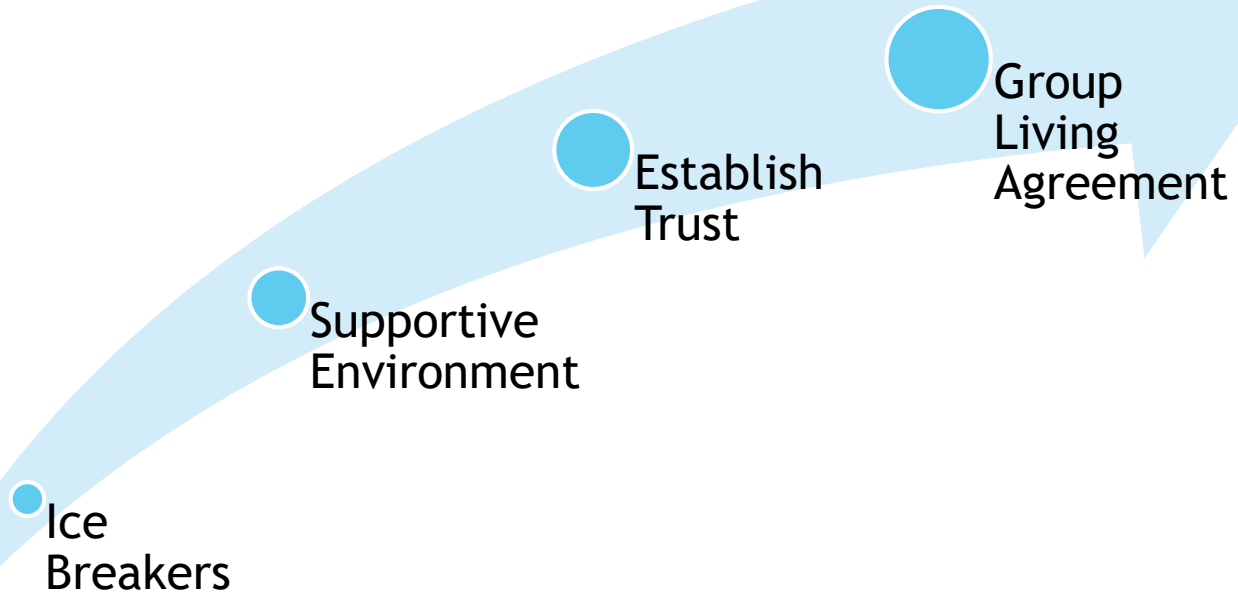 Ice
Breakers
Supportive
Environment
Establish
Trust
Group
Living
Agreement